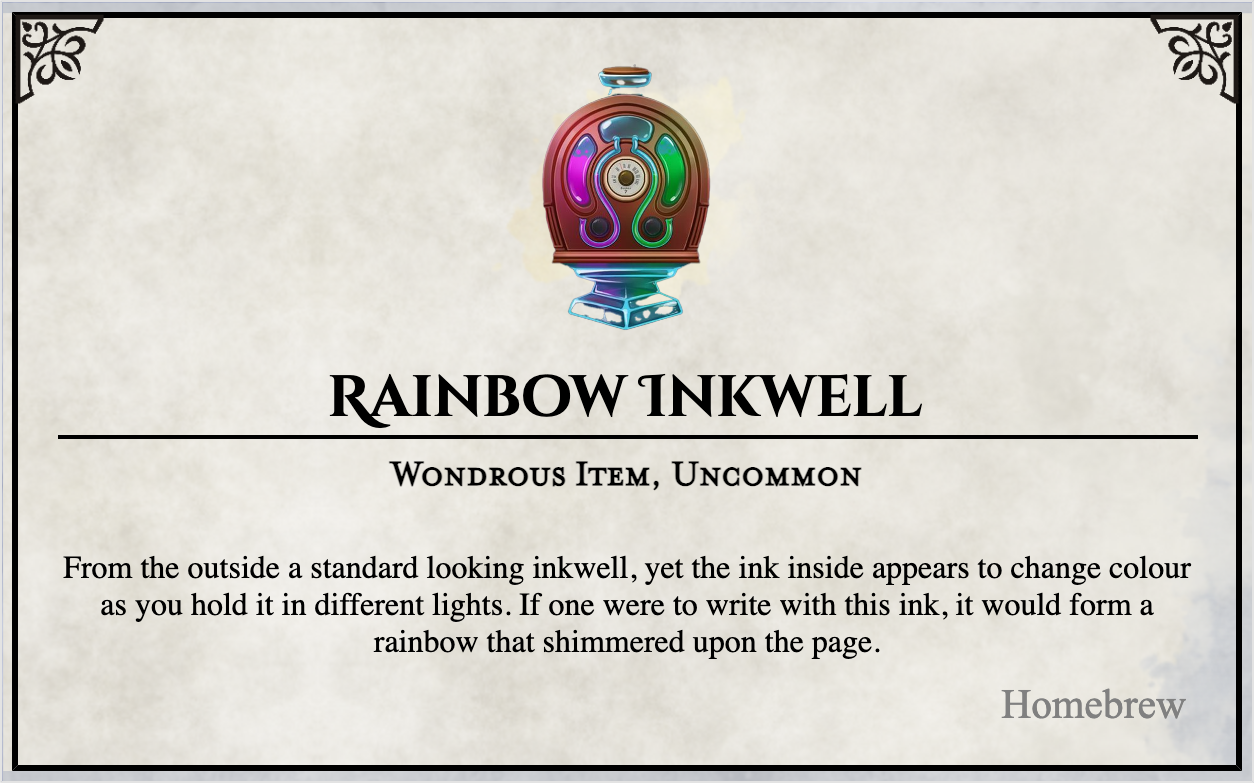 Rainbow Inkwell
Wondrous Item, Uncommon
From the outside a standard looking inkwell, yet the ink inside appears to change colour
as you hold it in different lights. If one were to write with this ink, it would form a
rainbow that shimmered upon the page.
Homebrew